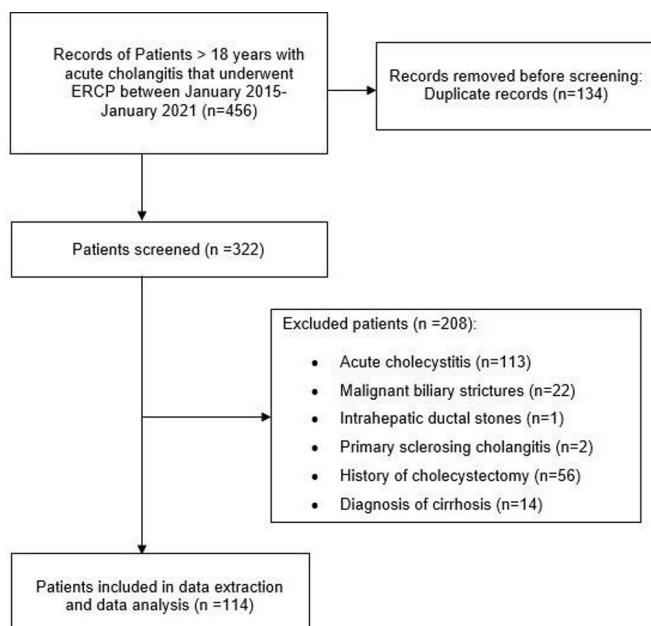 Records of Patients > 18 years with
acute cholangitis that underwent
ERCP between January 2015-
January 2021 (n=456)
Records removed before screening:
Duplicate records (n=134)
Patients screened (n =322)
Excluded patients (n =208):
• Acute cholecystitis (n=113)
• Malignant biliary strictures (n=22)
• Intrahepatic ductal stones (n=1)
• Primary sclerosing cholangitis (n=2)
• History of cholecystectomy (n=56)
• Diagnosis of cirrhosis (n=14)
Patients included in data extraction
and data analysis (n =114)